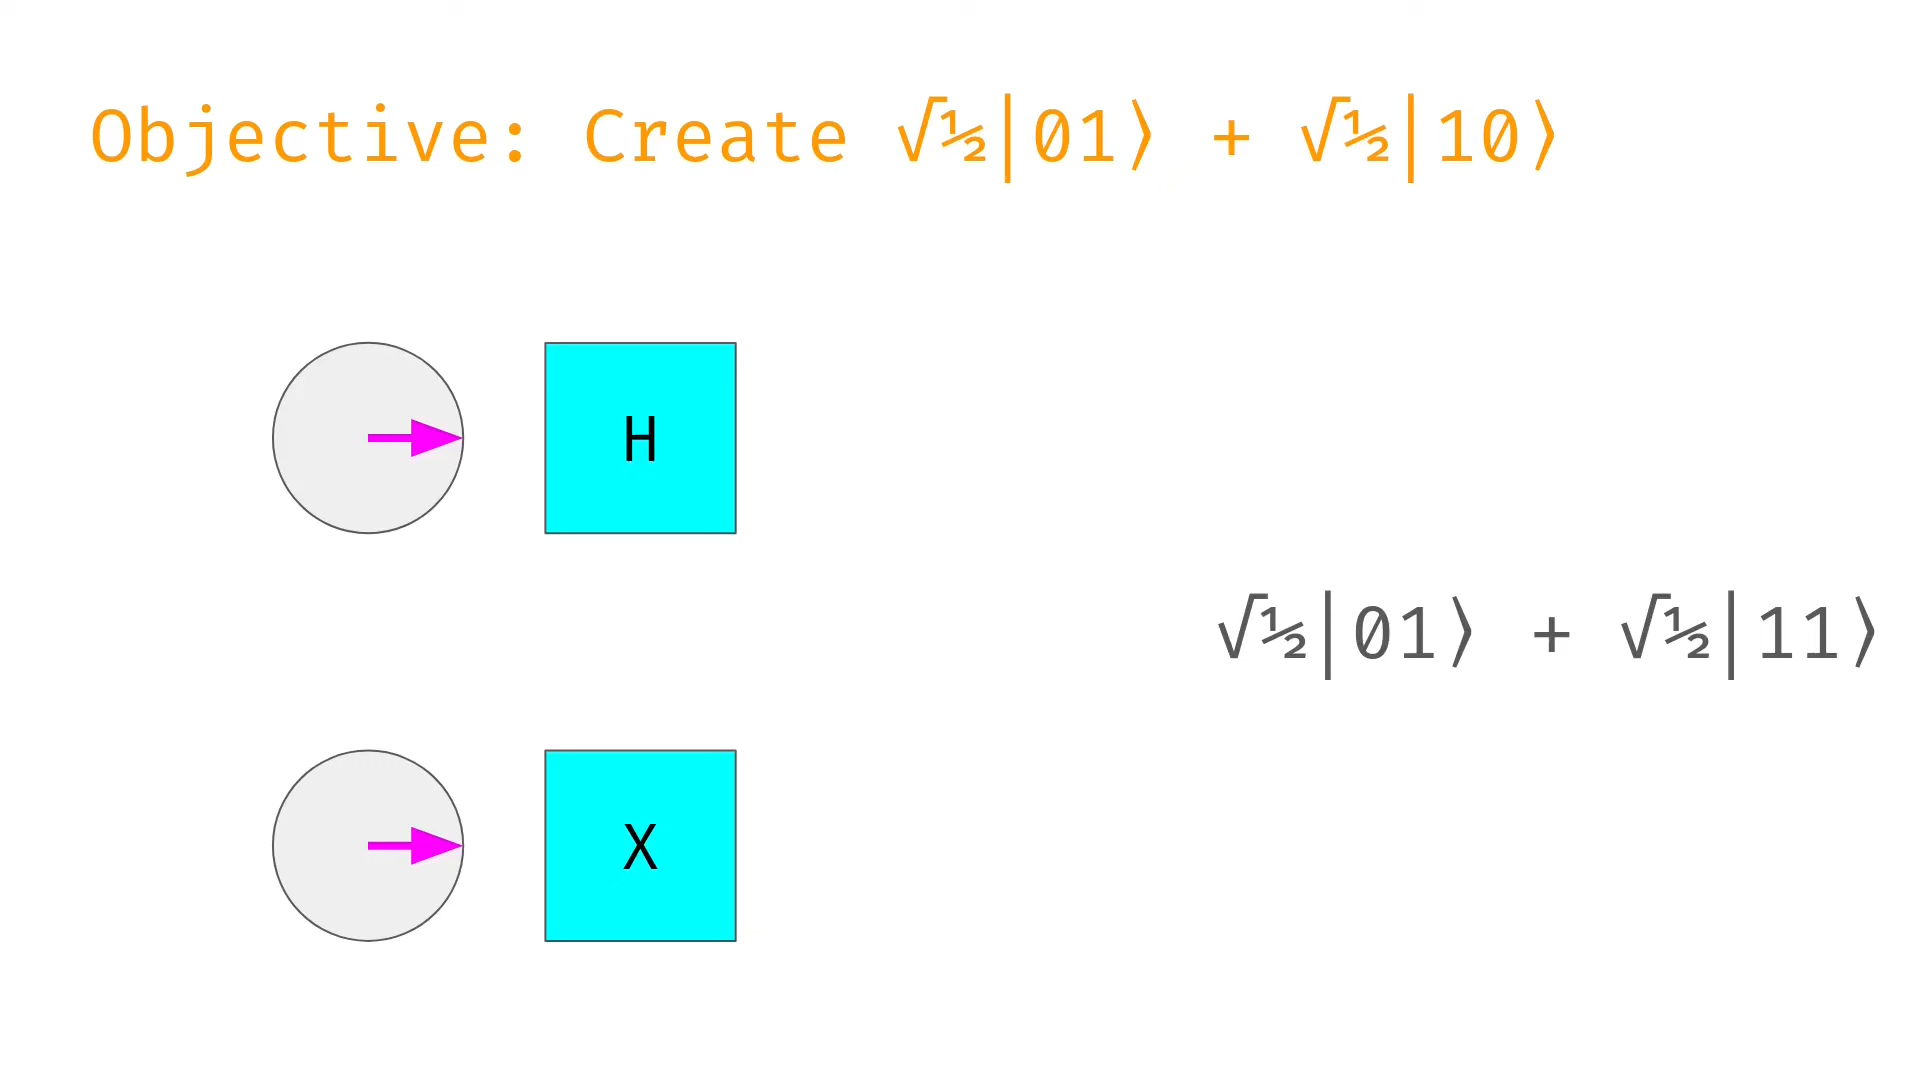 Objective: Create √½|01⟩ + √½|10⟩
H
√½|01⟩ + √½|11⟩
X